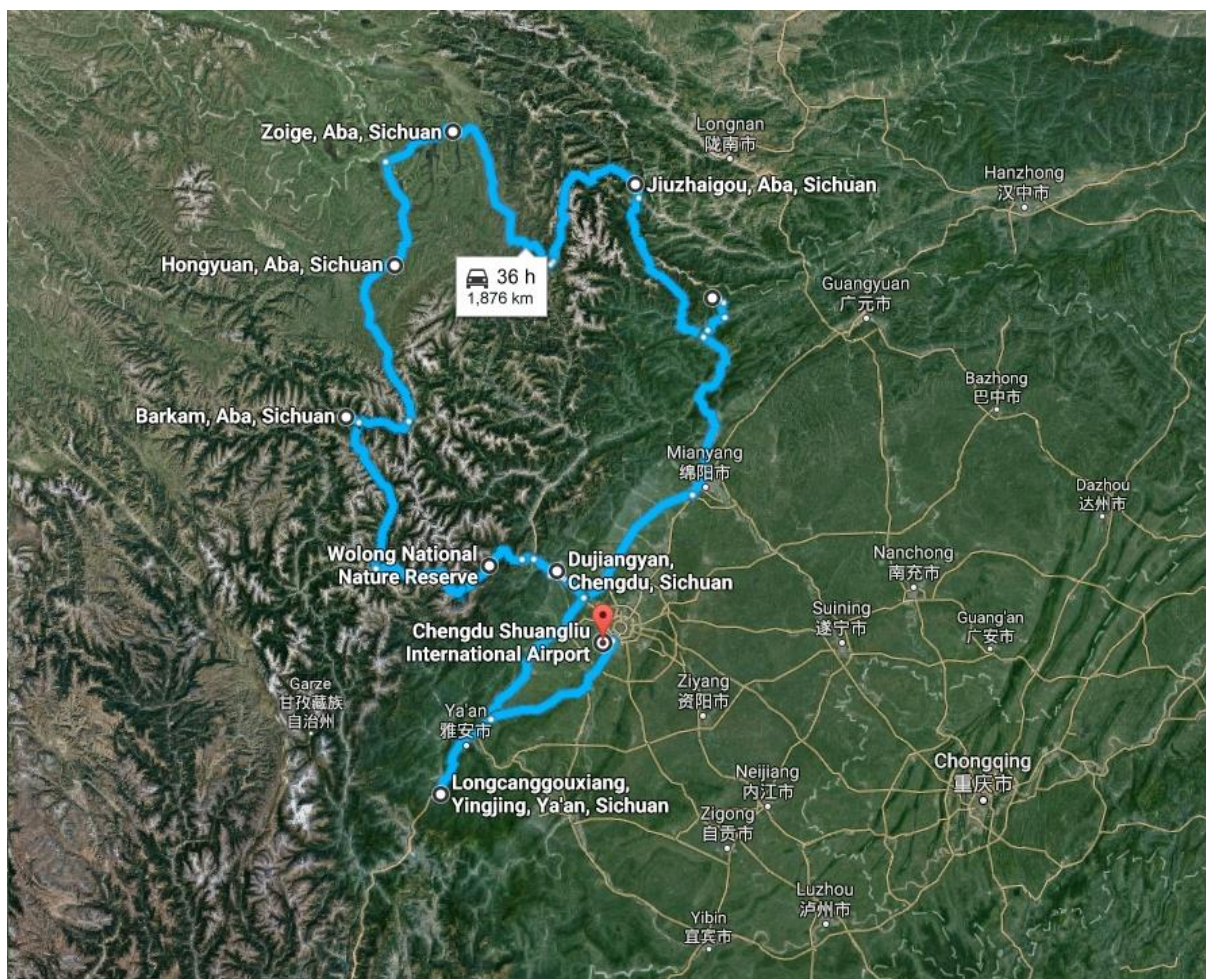 Longnan
陇南市
Zoige, Aba, Sichuan
Hanzhong
汉中市
Jiuzhaigou, Aba, Sichuan
Hongyuan, Aba, Sichuan
36 h
1,876 km
Guangyuan
广元市
Bazhong
巴中市
Barkam, Aba, Sichuan
Mianyang
绵阳市
Dazhou
达州市
Wolong National
Nature Reserve
Dujiangyan,
Chengdu, Sichuan
Nanchong
南充市
Chengdu Shuangliu
International Airport
Suining
遂宁市
Guang'an
广安市
Garze
甘孜藏族
自治州
Ziyang
资阳市
Ya'an
雅安市
Longcanggouxiang,
Yingjing, Ya'an, Sichuan
Neijiang
内江市
Chongqing
重庆市
Zigong
自贡市
Luzhou
泸州市
Yibin
宜宾市